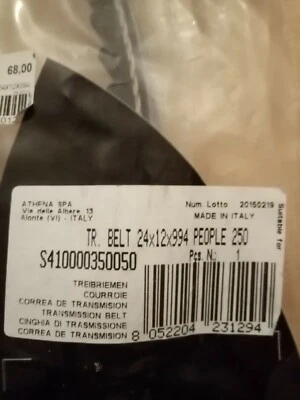 68,00
ATHENA SPA
Via delle Albere 13
Alonte (VI) - ITALY
Num. Lotto 20150219
MADE IN ITALY
Suitable for
TR. BELT 24x12x994 PEOPLE 250
S410000350050
Pcs. N.: 1
TREIBRIEMEN
COURROIE
CORREA DE TRANSMISION
TRANSMISSION BELT
CINGHIA DI TRASMISSIONE
CORREA DE TRANSMISION
8 052204 231294